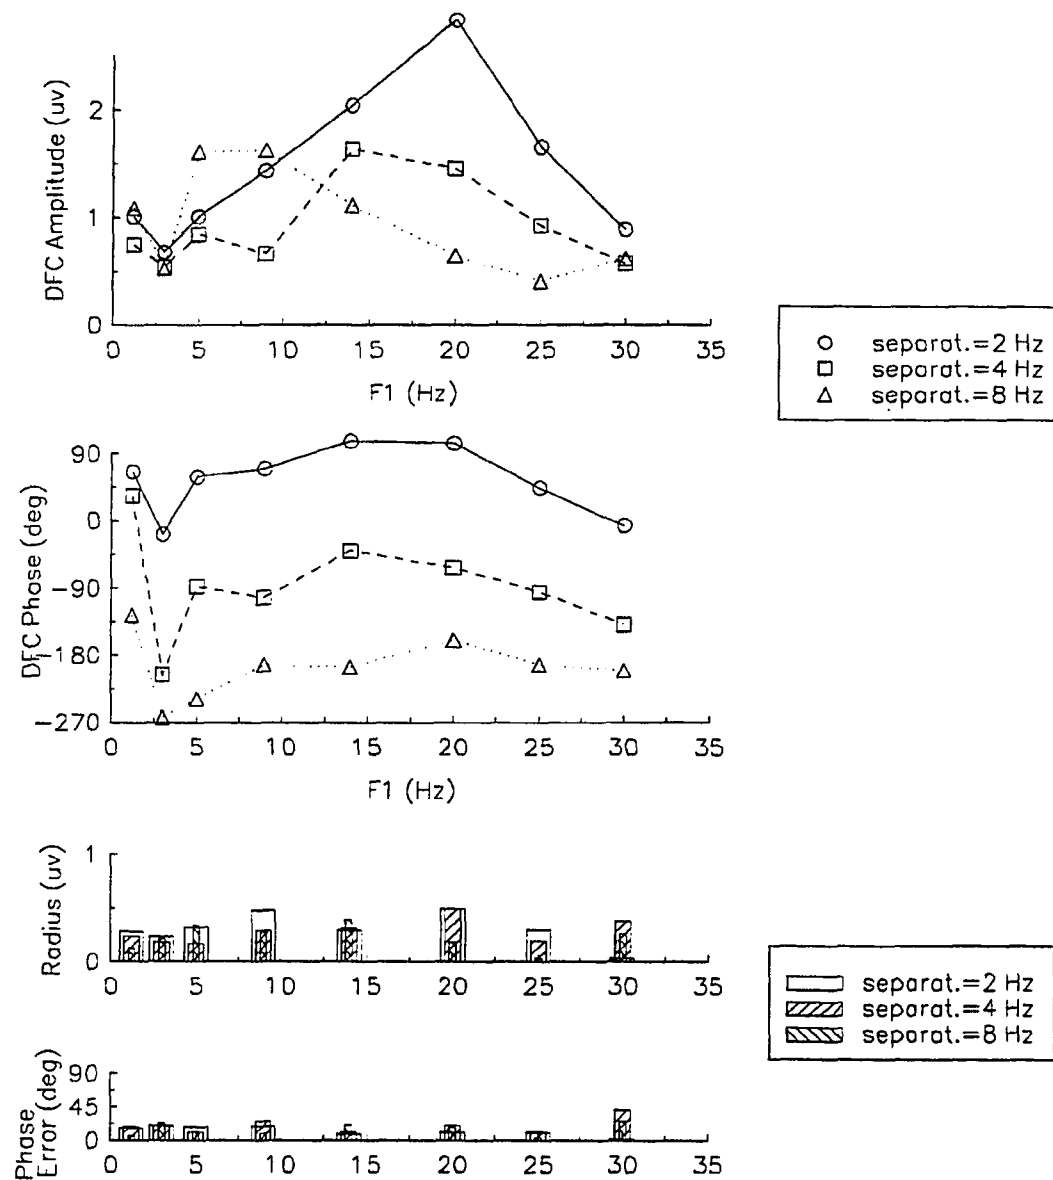 DFC Amplitude (uv)
2
1
0
0 5 10 15 20 25 30 35
F1 (Hz)
separat.=2 Hz
separat.=4 Hz
separat.=8 Hz
DFC Phase (deg)
90
0
−90
−180
−270
0 5 10 15 20 25 30 35
F1 (Hz)
Radius (uv)
1
0
0 5 10 15 20 25 30 35
separat.=2 Hz
separat.=4 Hz
separat.=8 Hz
Phase
Error (deg)
90
45
0
0 5 10 15 20 25 30 35